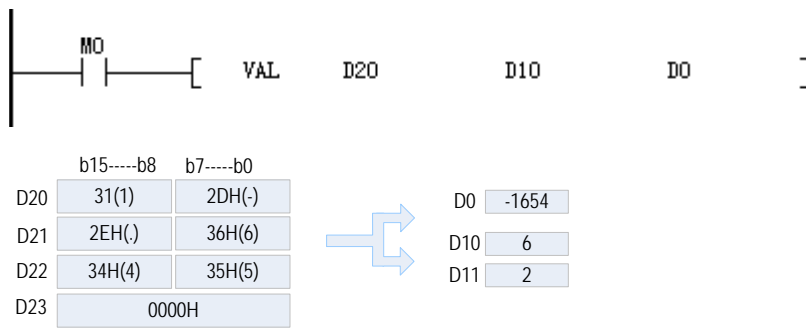 M0
VAL D20 D10 D0
b15-----b8 b7-----b0
D20 31(1) 2DH(-) D0 -1654
D21 2EH(.) 36H(6) D10 6
D22 34H(4) 35H(5) D11 2
D23 0000H